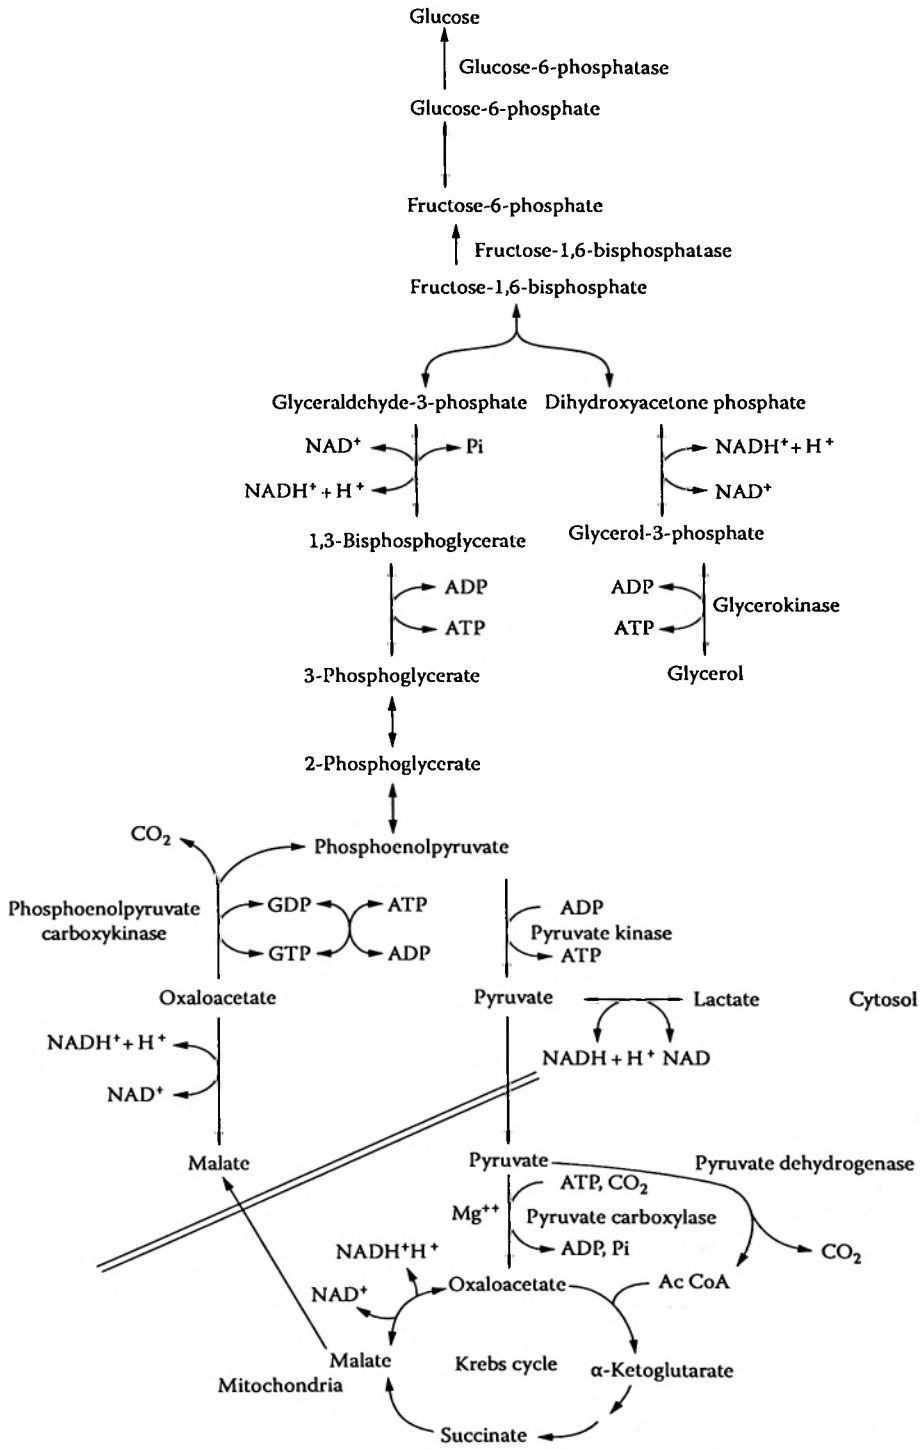 Glucose
Glucose-6-phosphatase
Glucose-6-phosphate
Fructose-6-phosphate
Fructose-1,6-bisphosphatase
Fructose-1,6-bisphosphate
Glyceraldehyde-3-phosphate Dihydroxyacetone phosphate
NAD⁺ Pi NADH⁺ + H⁺
NADH⁺ + H⁺ NAD⁺
1,3-Bisphosphoglycerate Glycerol-3-phosphate
ADP ADP
Glycerokinase
ATP ATP
3-Phosphoglycerate Glycerol
2-Phosphoglycerate
CO₂
Phosphoenolpyruvate
Phosphoenolpyruvate
carboxykinase
GDP ATP ADP
Pyruvate kinase
GTP ADP ATP
Oxaloacetate Pyruvate Lactate Cytosol
NADH⁺ + H⁺ NADH + H⁺ NAD
NAD⁺
Malate Pyruvate Pyruvate dehydrogenase
ATP, CO₂
Mg⁺⁺ Pyruvate carboxylase
NADH⁺H⁺ ADP, Pi CO₂
NAD⁺ Oxaloacetate Ac CoA
Malate Krebs cycle α-Ketoglutarate
Mitochondria
Succinate